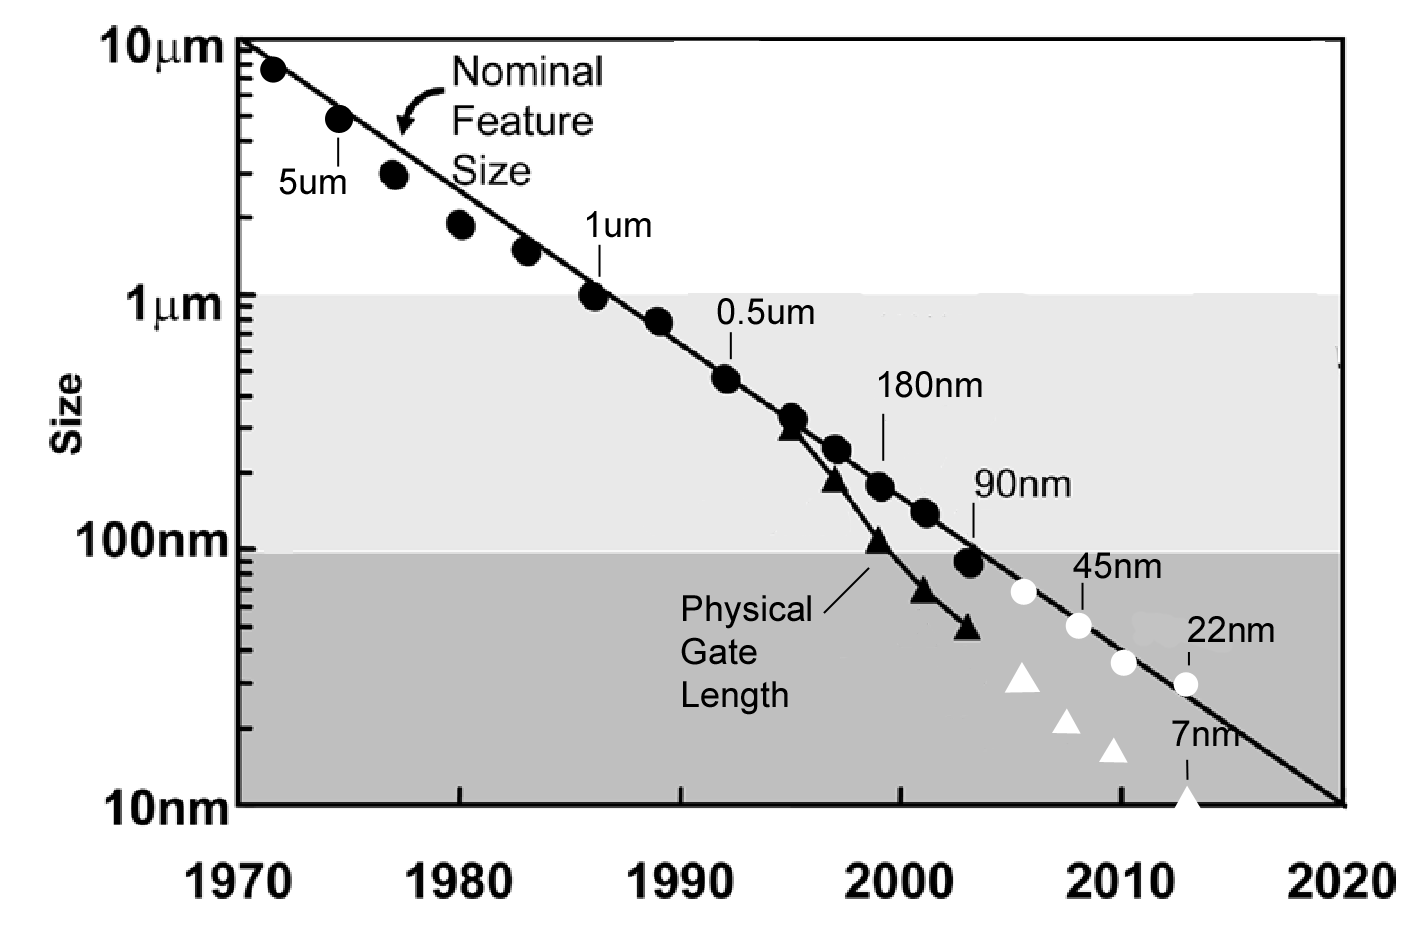 10μm
Nominal
Feature
Size
5um
1um
1μm
0.5um
180nm
Size
90nm
100nm
45nm
Physical
Gate
Length
22nm
7nm
10nm
1970 1980 1990 2000 2010 2020